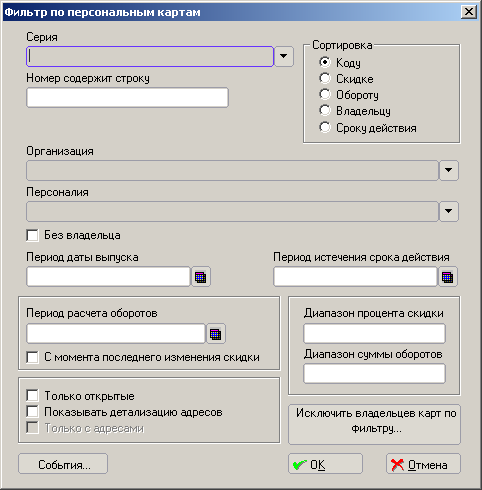 Фильтр по персональным картам
Серия
Номер содержит строку
Сортировка
Коду
Скидке
Обороту
Владельцу
Сроку действия
Организация
Персоналия
Без владельца
Период даты выпуска
Период истечения срока действия
Период расчета оборотов
С момента последнего изменения скидки
Диапазон процента скидки
Диапазон суммы оборотов
Только открытые
Показывать детализацию адресов
Только с адресами
Исключить владельцев карт по
фильтру...
События...
OK
Отмена